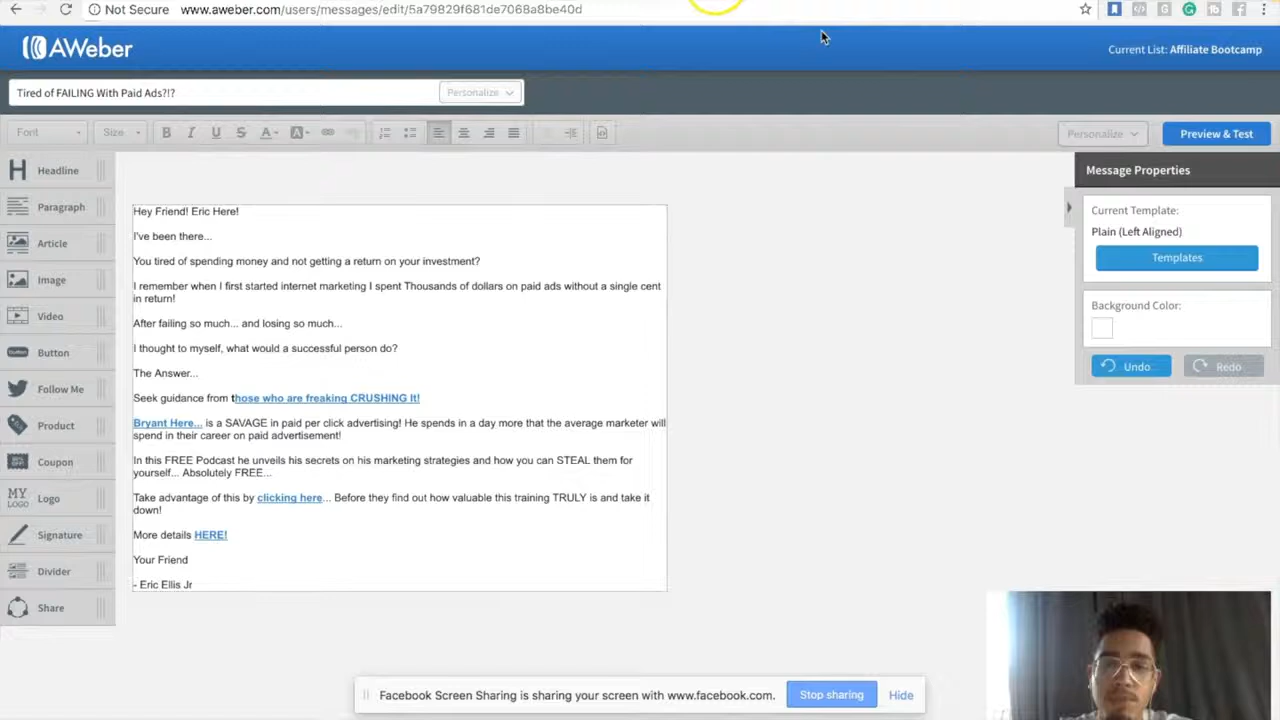 Not Secure
www.aweber.com/users/messages/edit/5a79829f681de7068a8be40d
AWeber
Current List: Affiliate Bootcamp
Tired of FAILING With Paid Ads?!?
Personalize
Font
Size
B I U S A A
Personalize
Preview & Test
Headline
Paragraph
Article
Image
Video
Button
Follow Me
Product
Coupon
MY LOGO
Logo
Signature
Divider
Share
Hey Friend! Eric Here!
I've been there...
You tired of spending money and not getting a return on your investment?
I remember when I first started internet marketing I spent Thousands of dollars on paid ads without a single cent
in return!
After failing so much... and losing so much...
I thought to myself, what would a successful person do?
The Answer...
Seek guidance from those who are freaking CRUSHING It!
Bryant Here... is a SAVAGE in paid per click advertising! He spends in a day more that the average marketer will
spend in their career on paid advertisement!
In this FREE Podcast he unveils his secrets on his marketing strategies and how you can STEAL them for
yourself... Absolutely FREE...
Take advantage of this by clicking here... Before they find out how valuable this training TRULY is and take it
down!
More details HERE!
Your Friend
- Eric Ellis Jr
Message Properties
Current Template:
Plain (Left Aligned)
Templates
Background Color:
Undo
Redo
Facebook Screen Sharing is sharing your screen with www.facebook.com.
Stop sharing
Hide